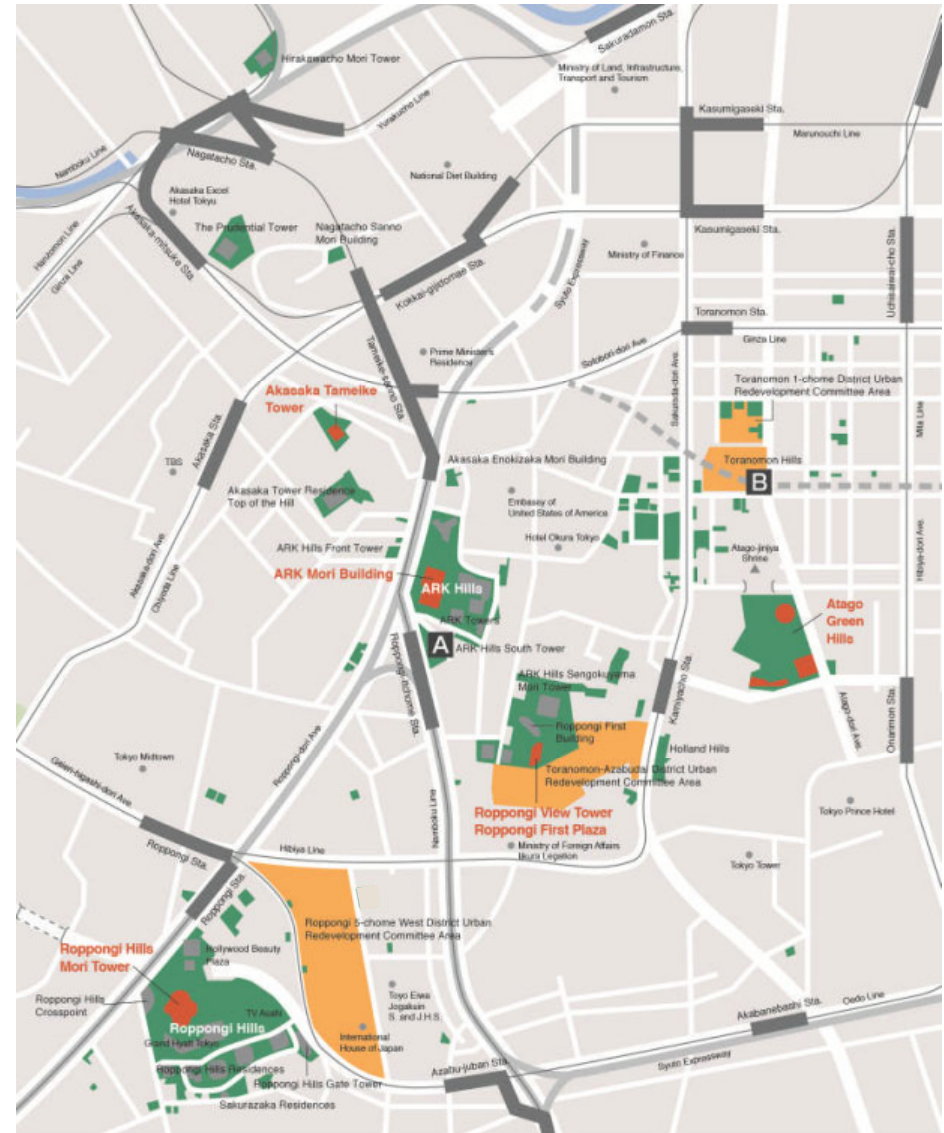 Sakuradamon Sta.
Hirakawacho Mori Tower
Ministry of Land, Infrastructure,
Transport and Tourism
Yurakucho Line
Kasumigaseki Sta.
Marunouchi Line
Namboku Line
Nagatacho Sta.
National Diet Building
Akasaka Excel
Hotel Tokyu
The Prudential Tower
Nagatacho Sanno
Mori Building
Kasumigaseki Sta.
Hanzomon Line
Ginza Line
Akasaka-mitsuke Sta.
Kokkai-gijidomae Sta.
Syuto Expressway
Ministry of Finance
Uchisaiwai-cho Sta.
Toranomon Sta.
Ginza Line
Tameike-sanno Sta.
Prime Minister's
Residence
Sotobori-dori Ave.
Sakurada-dori Ave.
Toranomon 1-chome District Urban
Redevelopment Committee Area
Mita Line
Akasaka Tameike
Tower
Akasaka Sta.
TBS
Akasaka Enokizaka Mori Building
Toranomon Hills
B
Akasaka Tower Residence
Top of the Hill
Embassy of
United States of America
Hotel Okura Tokyo
ARK Hills Front Tower
Atago-jinjya
Shrine
Hibiya-dori Ave.
Akasaka-dori Ave.
Chiyoda Line
ARK Mori Building
ARK Hills
ARK Towers
A
ARK Hills South Tower
Atago
Green
Hills
Roppongi-itchome Sta.
ARK Hills Sengokuyama
Mori Tower
Kamiyacho Sta.
Onarimon Sta.
Atago-dori Aves.
Roppongi First
Building
Holland Hills
Tokyo Midtown
Roppongi-dori Ave.
Toranomon-Azabudai District Urban
Redevelopment Committee Area
Gaien-higashi-dori Ave.
Namboku Line
Roppongi View Tower
Roppongi First Plaza
Tokyo Prince Hotel
Roppongi Sta.
Hibiya Line
Ministry of Foreign Affairs
Iikura Legation
Tokyo Tower
Roppongi Sta.
Roppongi 5-chome West District Urban
Redevelopment Committee Area
Roppongi Hills
Mori Tower
Hollywood Beauty
Plaza
Roppongi Hills
Crosspoint
Toyo Eiwa
Jogakuin
S. and J.H.S.
TV Asahi
Roppongi Hills
Akabanebashi Sta.
Oedo Line
Grand Hyatt Tokyo
International
House of Japan
Roppongi Hills Residences
Azabu-juban Sta.
Syuto Expressway
Roppongi Hills Gate Tower
Sakurazaka Residences